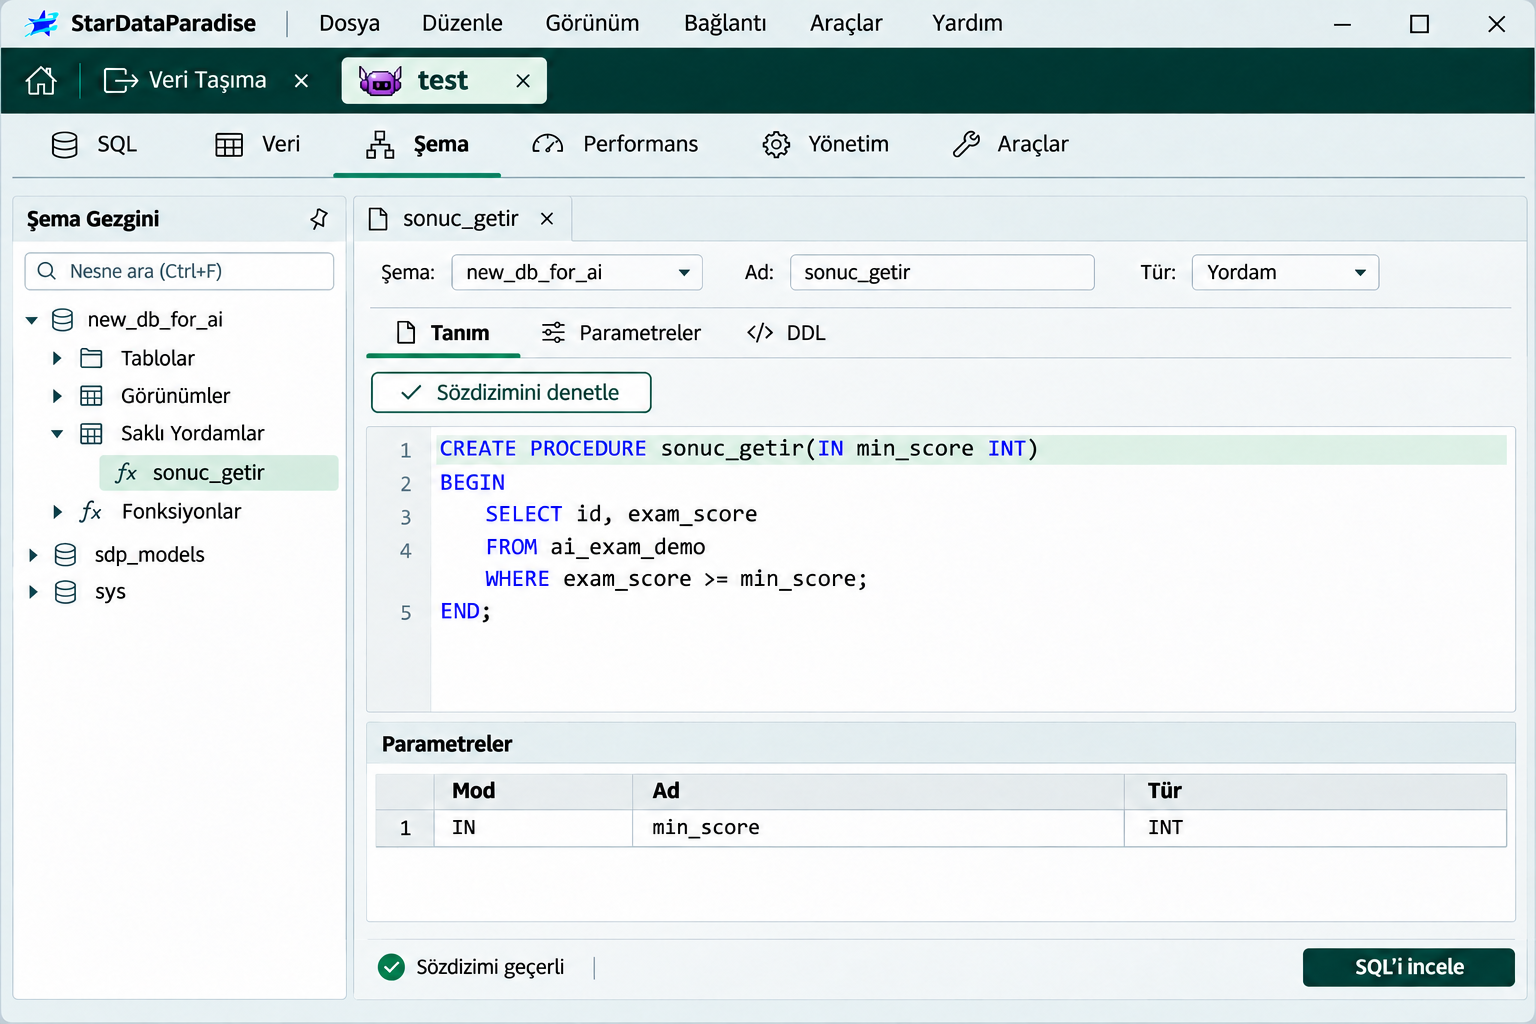 StarDataParadise
Dosya Düzenle Görünüm Bağlantı Araçlar Yardım
Veri Taşıma
test
SQL Veri Şema Performans Yönetim Araçlar
Şema Gezgini
Nesne ara (Ctrl+F)
new_db_for_ai
Tablolar
Görünümler
Saklı Yordamlar
fx sonuc_getir
fx Fonksiyonlar
sdp_models
sys
sonuc_getir
Şema: new_db_for_ai Ad: sonuc_getir Tür: Yordam
Tanım Parametreler </> DDL
Sözdizimini denetle
1 CREATE PROCEDURE sonuc_getir(IN min_score INT)
2 BEGIN
3 SELECT id, exam_score
4 FROM ai_exam_demo
WHERE exam_score >= min_score;
5 END;
Parametreler
Mod Ad Tür
1 IN min_score INT
Sözdizimi geçerli
SQL’i incele